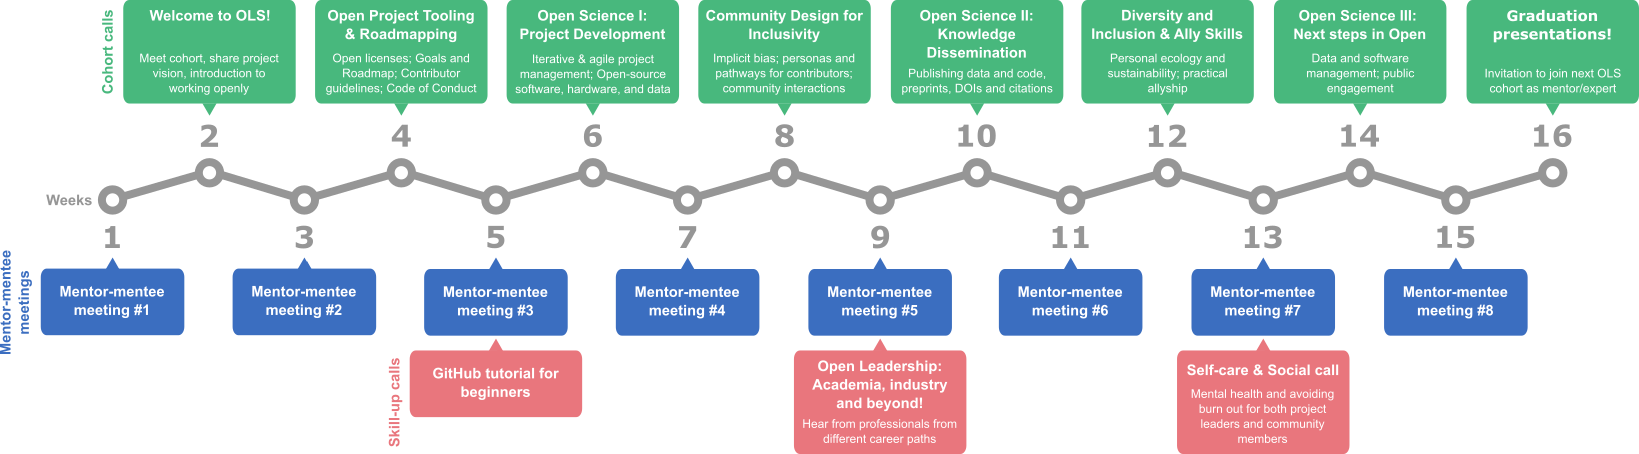 Cohort calls
Welcome to OLS!
Meet cohort, share project
vision, introduction to
working openly
Open Project Tooling
& Roadmapping
Open licenses; Goals and
Roadmap; Contributor
guidelines; Code of Conduct
Open Science I:
Project Development
Iterative & agile project
management; Open-source
software, hardware, and data
Community Design for
Inclusivity
Implicit bias; personas and
pathways for contributors;
community interactions
Open Science II:
Knowledge
Dissemination
Publishing data and code,
preprints, DOIs and citations
Diversity and
Inclusion & Ally Skills
Personal ecology and
sustainability; practical
allyship
Open Science III:
Next steps in Open
Data and software
management; public
engagement
Graduation
presentations!
Invitation to join next OLS
cohort as mentor/expert
2
4
6
8
10
12
14
16
Weeks
1
3
5
7
9
11
13
15
Mentor-mentee
meetings
Mentor-mentee
meeting #1
Mentor-mentee
meeting #2
Mentor-mentee
meeting #3
Mentor-mentee
meeting #4
Mentor-mentee
meeting #5
Mentor-mentee
meeting #6
Mentor-mentee
meeting #7
Mentor-mentee
meeting #8
Skill-up calls
GitHub tutorial for
beginners
Open Leadership:
Academia, industry
and beyond!
Hear from professionals from
different career paths
Self-care & Social call
Mental health and avoiding
burn out for both project
leaders and community
members